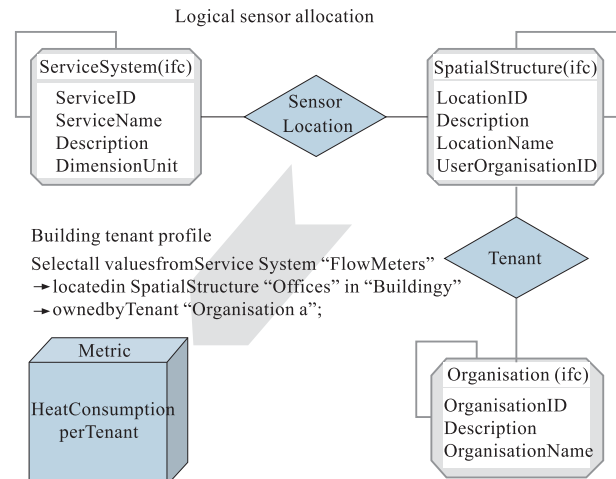 Logical sensor allocation
ServiceSystem(ifc)
ServiceID
ServiceName
Description
DimensionUnit
Sensor
Location
SpatialStructure(ifc)
LocationID
Description
LocationName
UserOrganisationID
Building tenant profile
Selectall valuesfromService System “FlowMeters”
→locatedin SpatialStructure “Offices” in “Buildingy”
→ownedbyTenant “Organisation a”;
Tenant
Metric
HeatConsumption
perTenant
Organisation (ifc)
OrganisationID
Description
OrganisationName